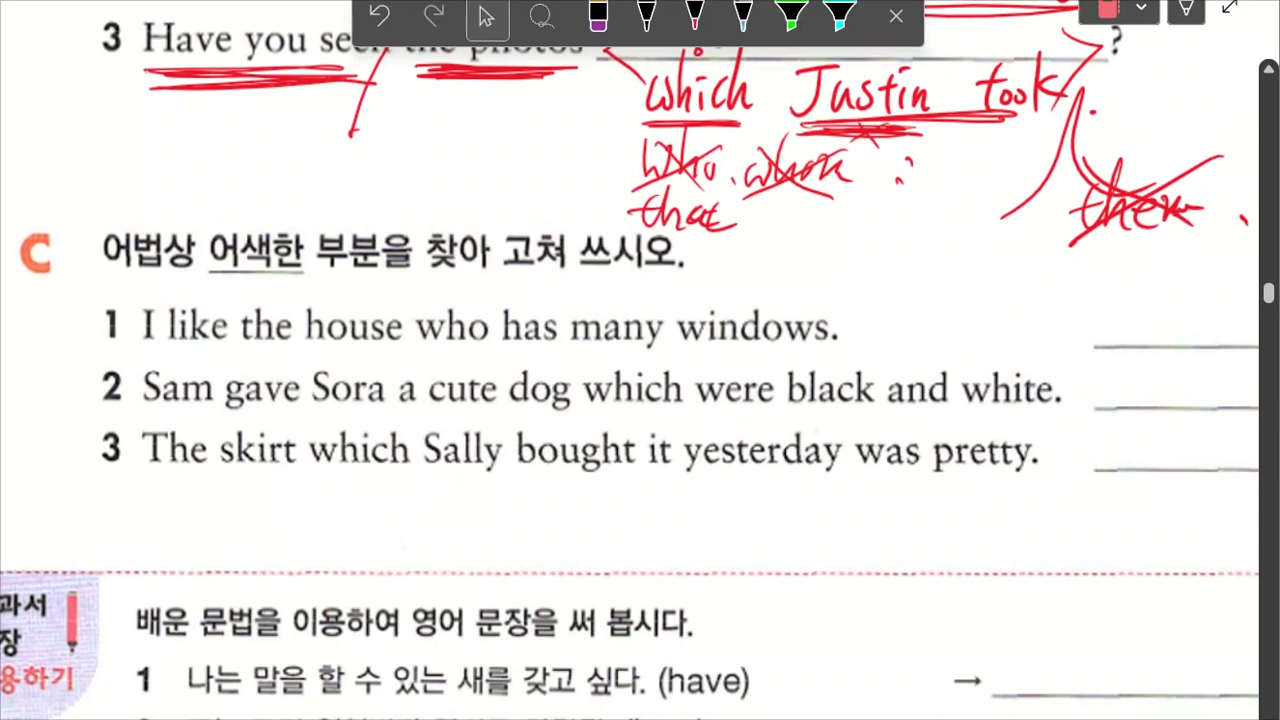 3 Have you seen the photos ?
which Justin took.
who. whom
that
them.
C 어법상 어색한 부분을 찾아 고쳐 쓰시오.
1 I like the house who has many windows.
2 Sam gave Sora a cute dog which were black and white.
3 The skirt which Sally bought it yesterday was pretty.
과서
장
용하기
배운 문법을 이용하여 영어 문장을 써 봅시다.
1 나는 말을 할 수 있는 새를 갖고 싶다. (have) →